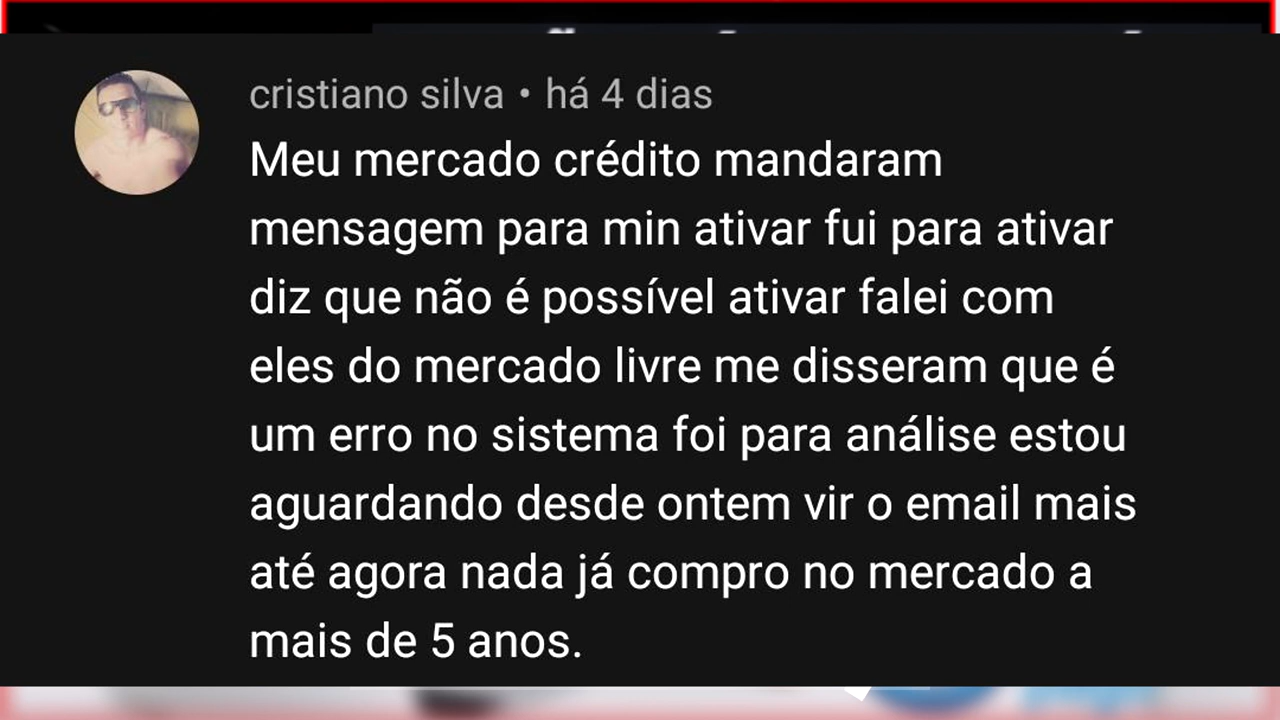 cristiano silva • há 4 dias
Meu mercado crédito mandaram
mensagem para min ativar fui para ativar
diz que não é possível ativar falei com
eles do mercado livre me disseram que é
um erro no sistema foi para análise estou
aguardando desde ontem vir o email mais
até agora nada já compro no mercado a
mais de 5 anos.